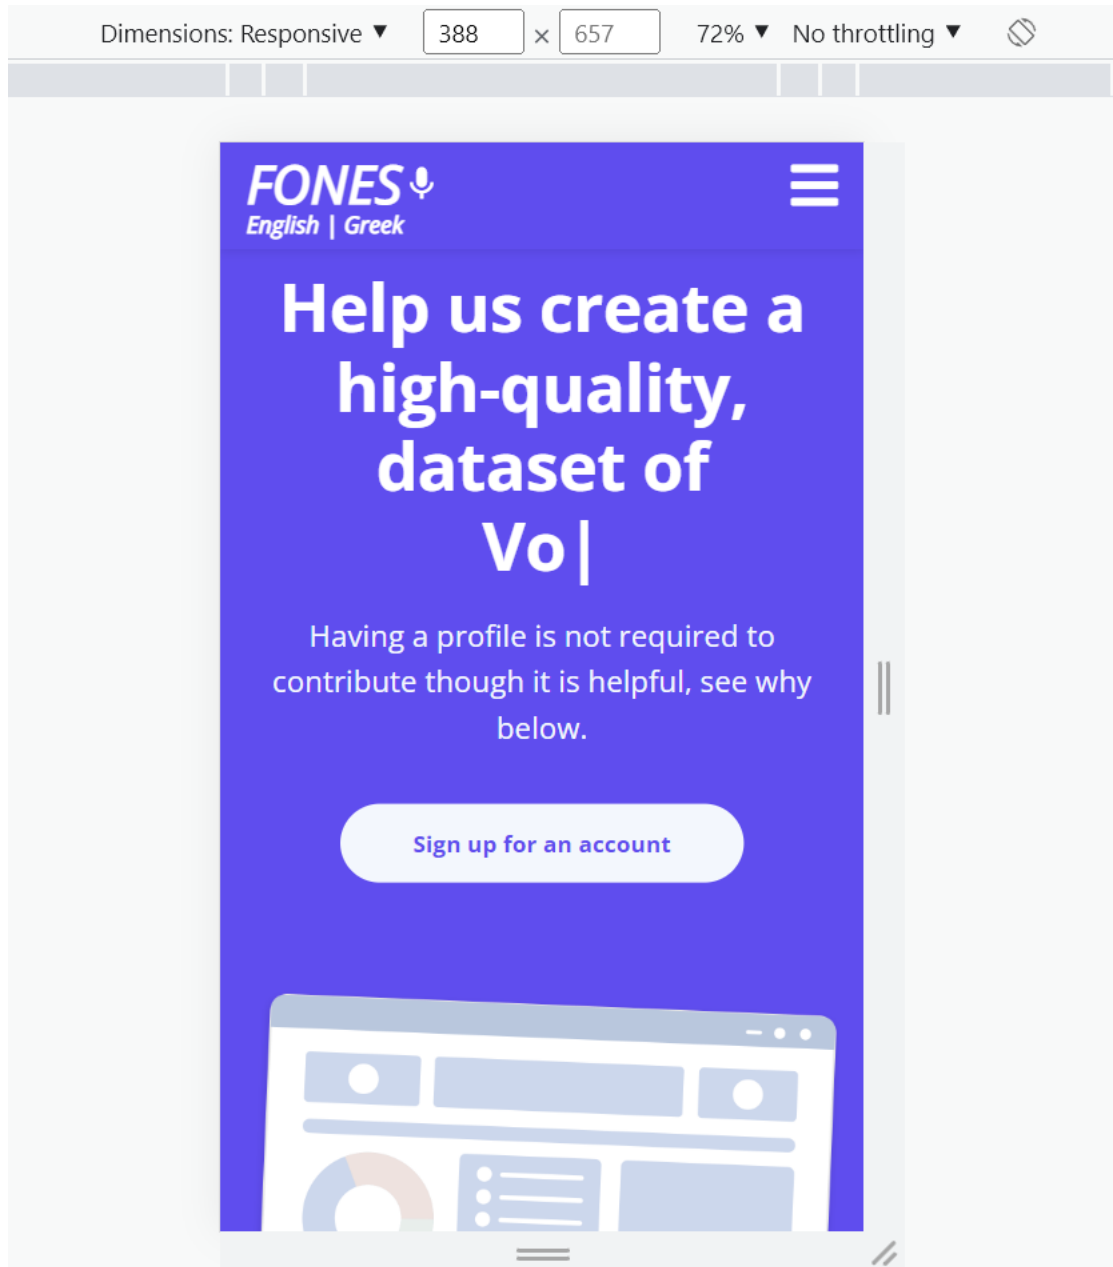 Dimensions: Responsive ▼ 388 × 657 72% ▼ No throttling ▼
FONES
English | Greek
Help us create a
high-quality,
dataset of
Vo|
Having a profile is not required to
contribute though it is helpful, see why
below.
Sign up for an account